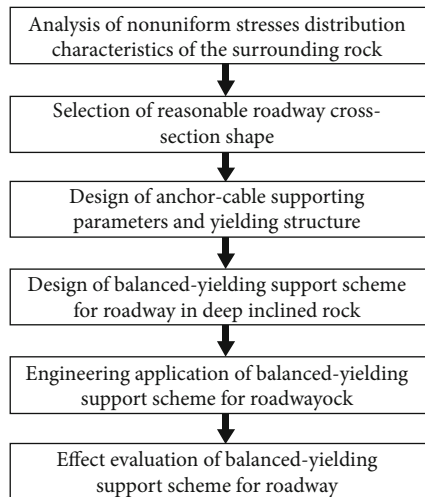 Analysis of nonuniform stresses distribution
characteristics of the surrounding rock
Selection of reasonable roadway cross-
section shape
Design of anchor-cable supporting
parameters and yielding structure
Design of balanced-yielding support scheme
for roadway in deep inclined rock
Engineering application of balanced-yielding
support scheme for roadwayock
Effect evaluation of balanced-yielding
support scheme for roadway